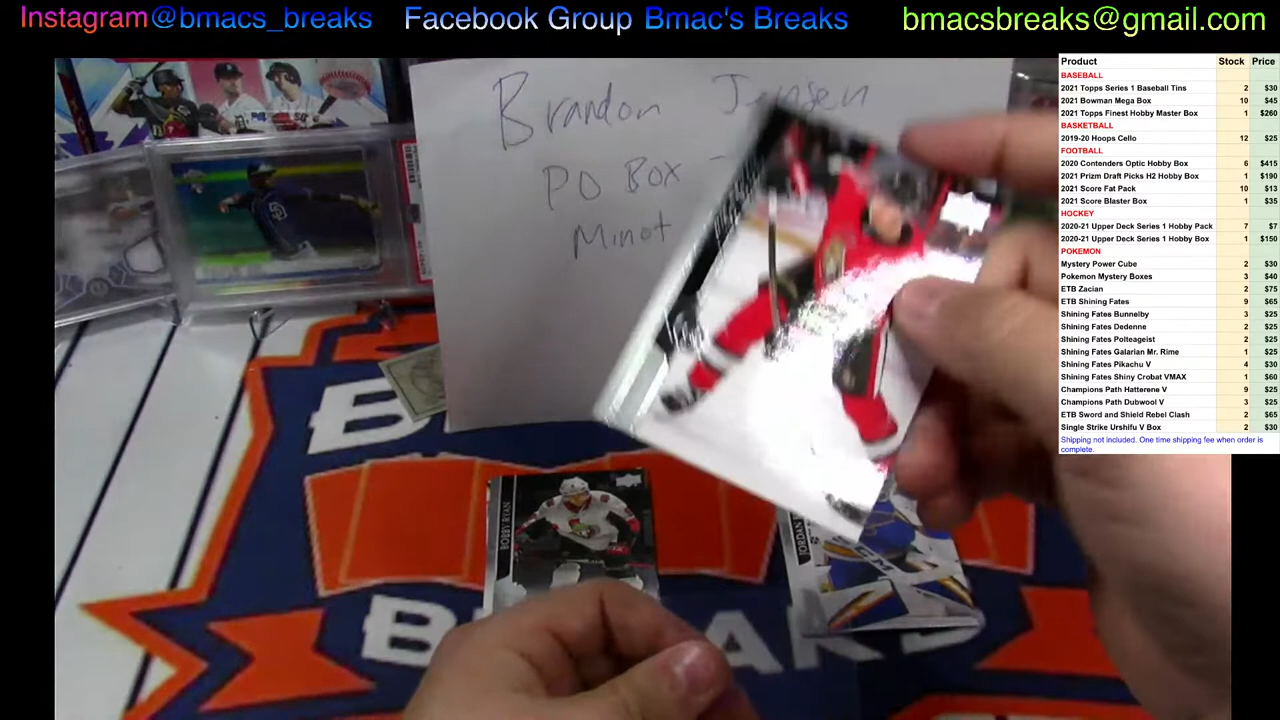 Instagram@bmacs_breaks Facebook Group Bmac's Breaks bmacsbreaks@gmail.com
Product Stock Price
BASEBALL
2021 Topps Series 1 Baseball Tins 2 $30
2021 Bowman Mega Box 10 $45
2021 Topps Finest Hobby Master Box 1 $260
BASKETBALL
2019-20 Hoops Cello 12 $25
FOOTBALL
2020 Contenders Optic Hobby Box 6 $415
2021 Prizm Draft Picks H2 Hobby Box 1 $190
2021 Score Fat Pack 10 $13
2021 Score Blaster Box 1 $35
HOCKEY
2020-21 Upper Deck Series 1 Hobby Pack 7 $7
2020-21 Upper Deck Series 1 Hobby Box 1 $150
POKEMON
Mystery Power Cube 2 $30
Pokemon Mystery Boxes 3 $40
ETB Zacian 2 $75
ETB Shining Fates 9 $65
Shining Fates Bunnelby 3 $25
Shining Fates Dedenne 2 $25
Shining Fates Polteageist 2 $25
Shining Fates Galarian Mr. Rime 1 $25
Shining Fates Pikachu V 4 $30
Shining Fates Shiny Crobat VMAX 1 $60
Champions Path Hatterene V 9 $25
Champions Path Dubwool V 3 $25
ETB Sword and Shield Rebel Clash 2 $65
Single Strike Urshifu V Box 2 $30
Shipping not included. One time shipping fee when order is
complete.
Brandon Jensen
PO Box
Minot
BOBBY RYAN
JORDAN